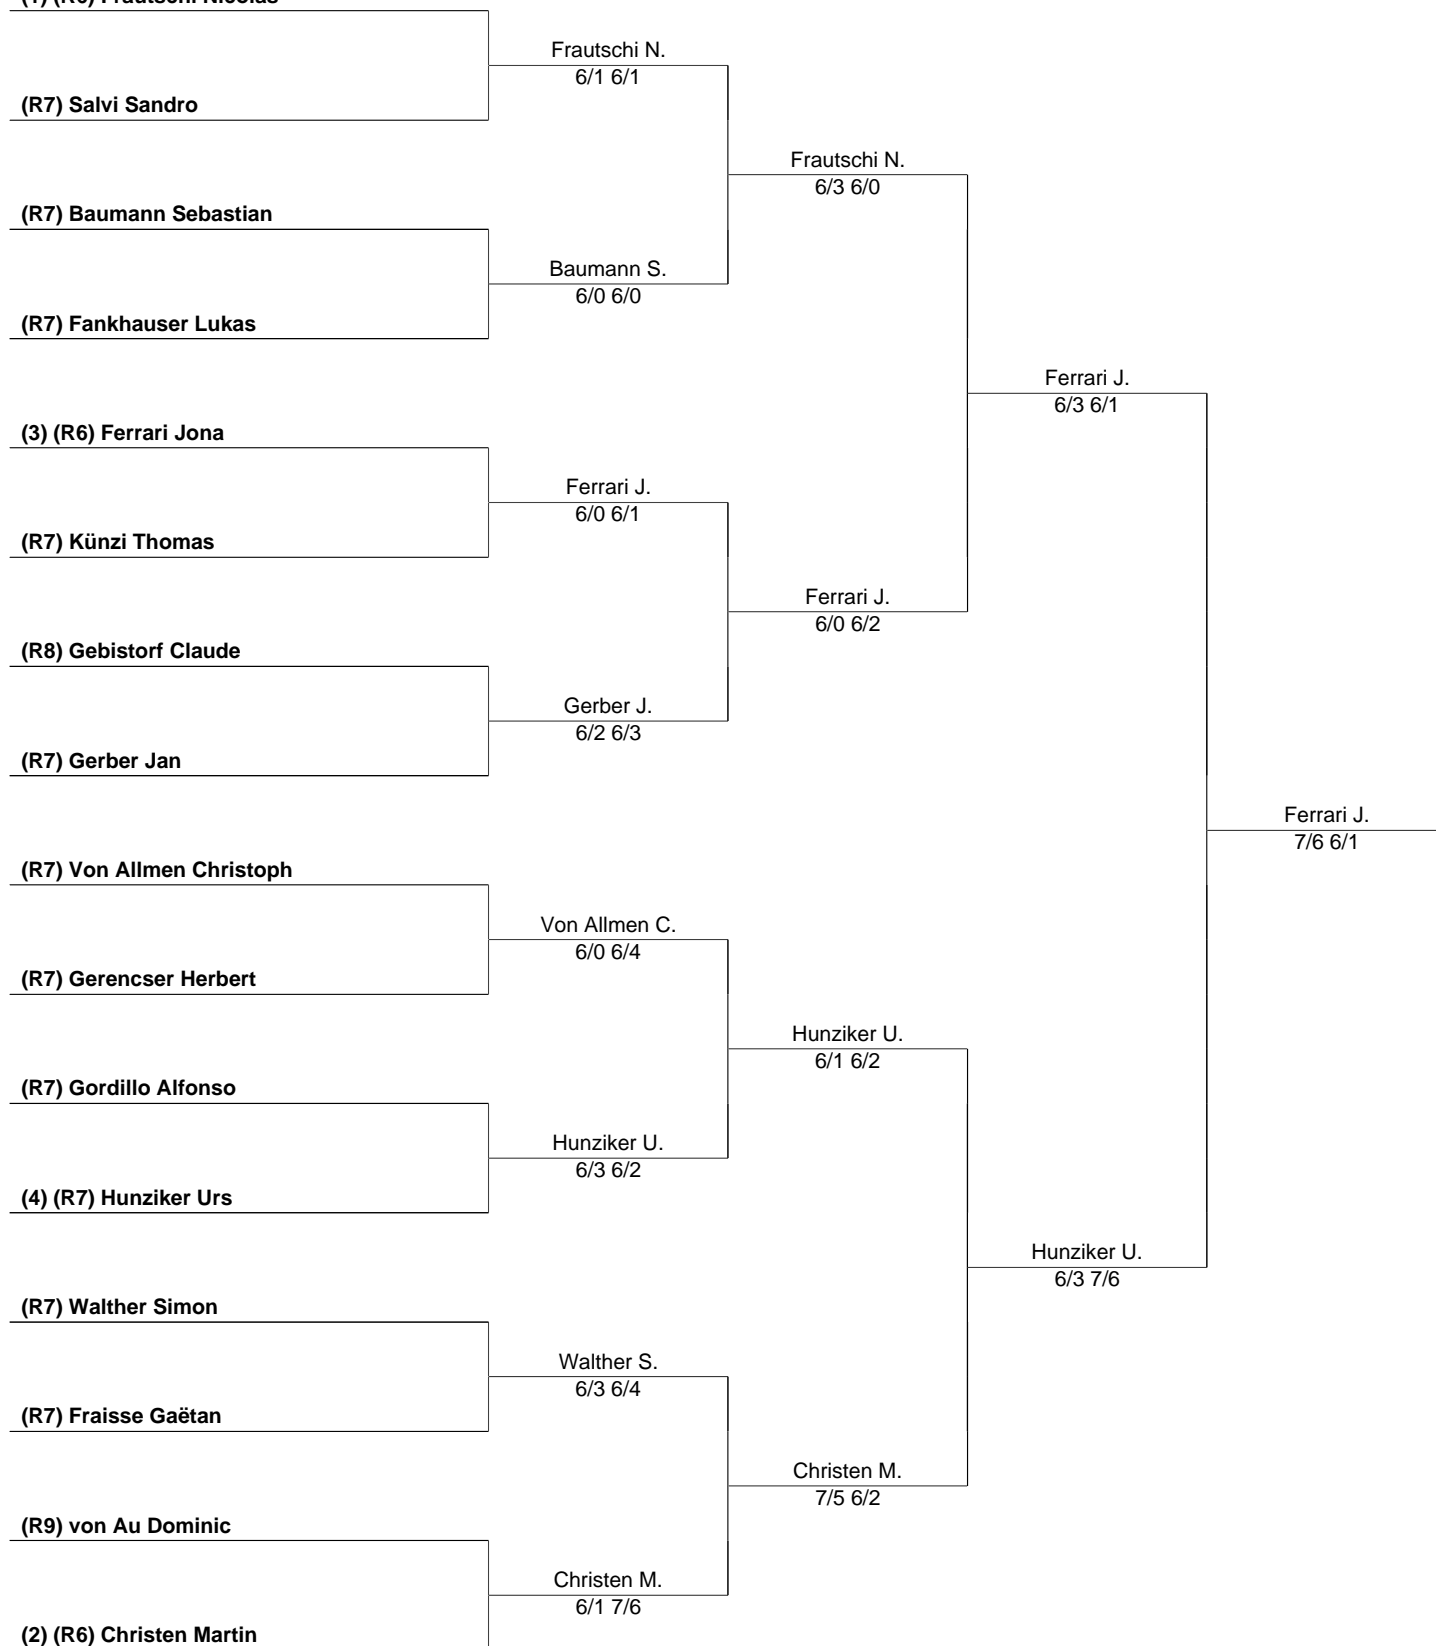 (1) (R6) Frautschi Nicolas
Frautschi N.
6/1 6/1
(R7) Salvi Sandro
Frautschi N.
6/3 6/0
(R7) Baumann Sebastian
Baumann S.
6/0 6/0
(R7) Fankhauser Lukas
Ferrari J.
6/3 6/1
(3) (R6) Ferrari Jona
Ferrari J.
6/0 6/1
(R7) Künzi Thomas
Ferrari J.
6/0 6/2
(R8) Gebistorf Claude
Gerber J.
6/2 6/3
(R7) Gerber Jan
Ferrari J.
7/6 6/1
(R7) Von Allmen Christoph
Von Allmen C.
6/0 6/4
(R7) Gerencser Herbert
Hunziker U.
6/1 6/2
(R7) Gordillo Alfonso
Hunziker U.
6/3 6/2
(4) (R7) Hunziker Urs
Hunziker U.
6/3 7/6
(R7) Walther Simon
Walther S.
6/3 6/4
(R7) Fraisse Gaëtan
Christen M.
7/5 6/2
(R9) von Au Dominic
Christen M.
6/1 7/6
(2) (R6) Christen Martin